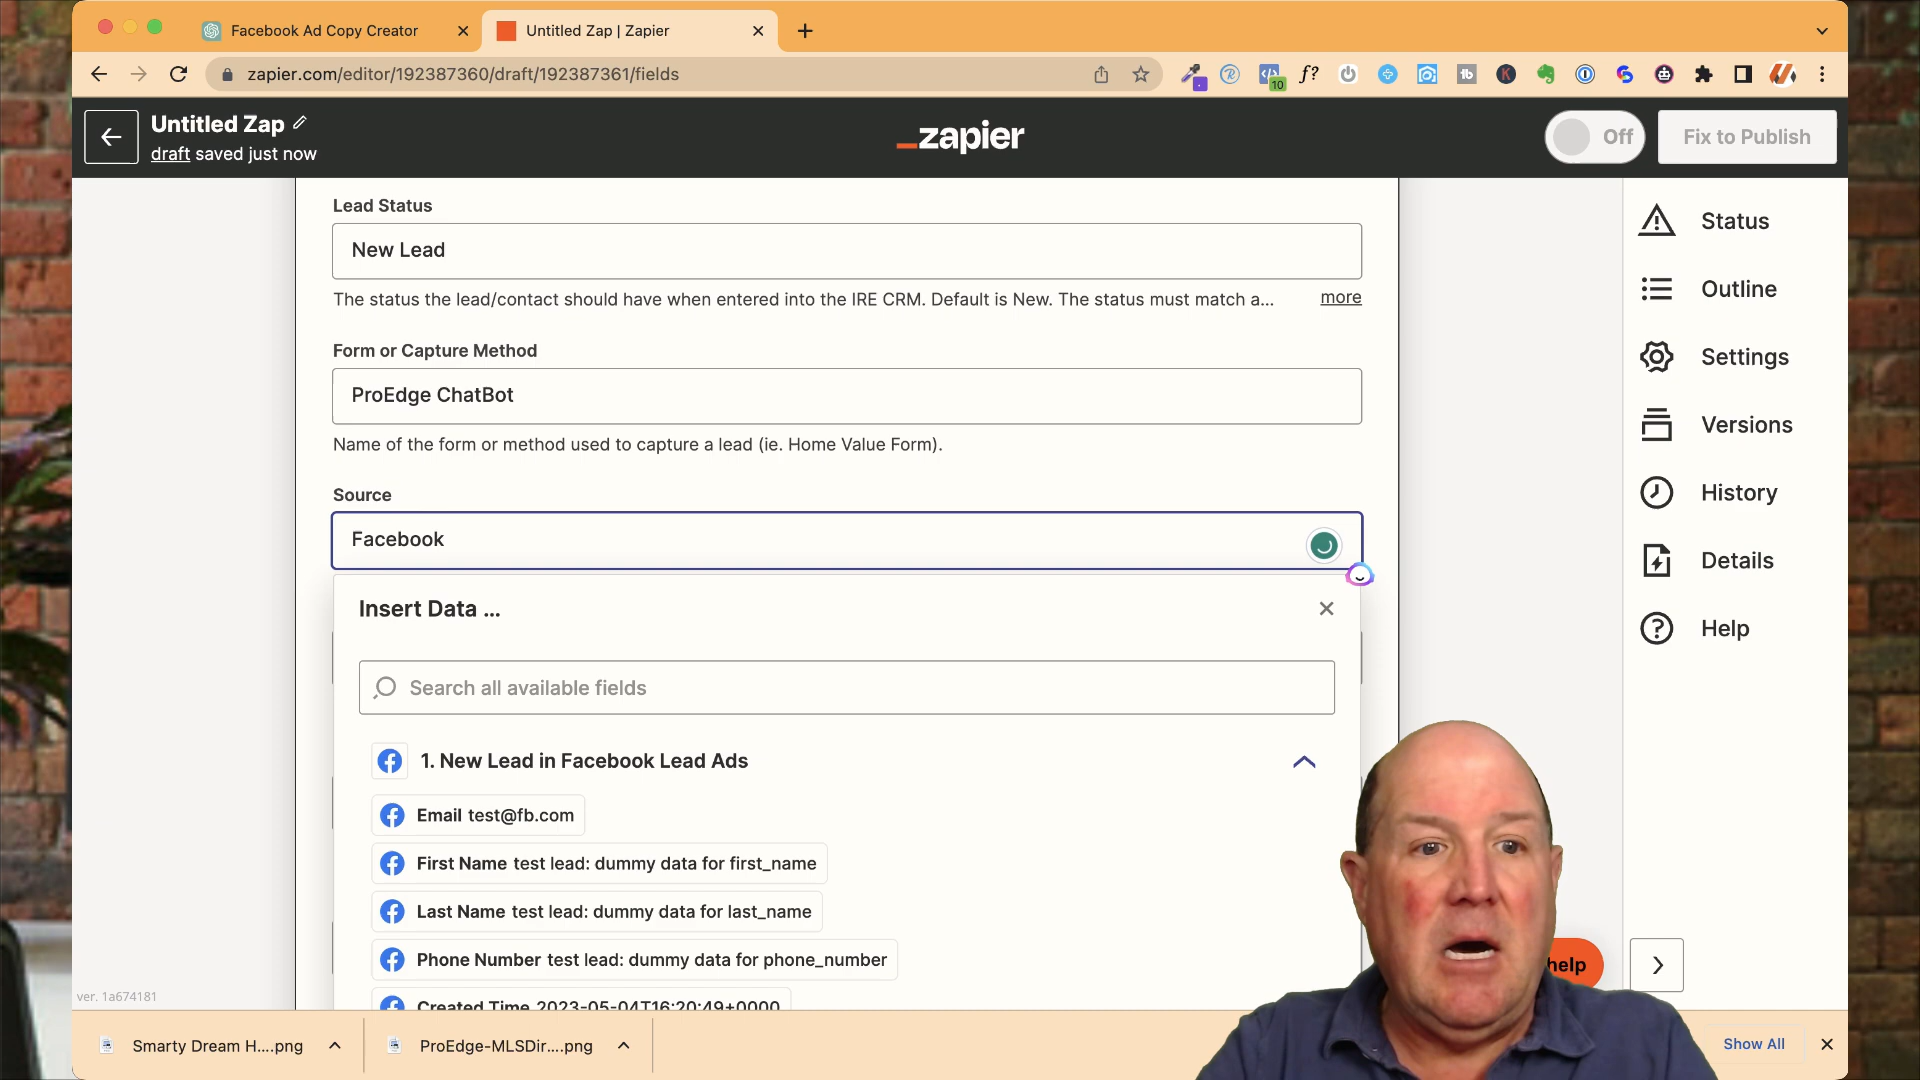 Facebook Ad Copy Creator
Untitled Zap | Zapier
zapier.com/editor/192387360/draft/192387361/fields
f?
10
Untitled Zap
draft saved just now
_zapier
Off
Fix to Publish
Lead Status
New Lead
The status the lead/contact should have when entered into the IRE CRM. Default is New. The status must match a...
more
Form or Capture Method
ProEdge ChatBot
Name of the form or method used to capture a lead (ie. Home Value Form).
Source
Facebook
Insert Data ...
Search all available fields
1. New Lead in Facebook Lead Ads
Email test@fb.com
First Name test lead: dummy data for first_name
Last Name test lead: dummy data for last_name
Phone Number test lead: dummy data for phone_number
Created Time 2023-05-04T16:20:49+0000
Status
Outline
Settings
Versions
History
Details
Help
help
ver. 1a674181
Smarty Dream H....png
ProEdge-MLSDir....png
Show All